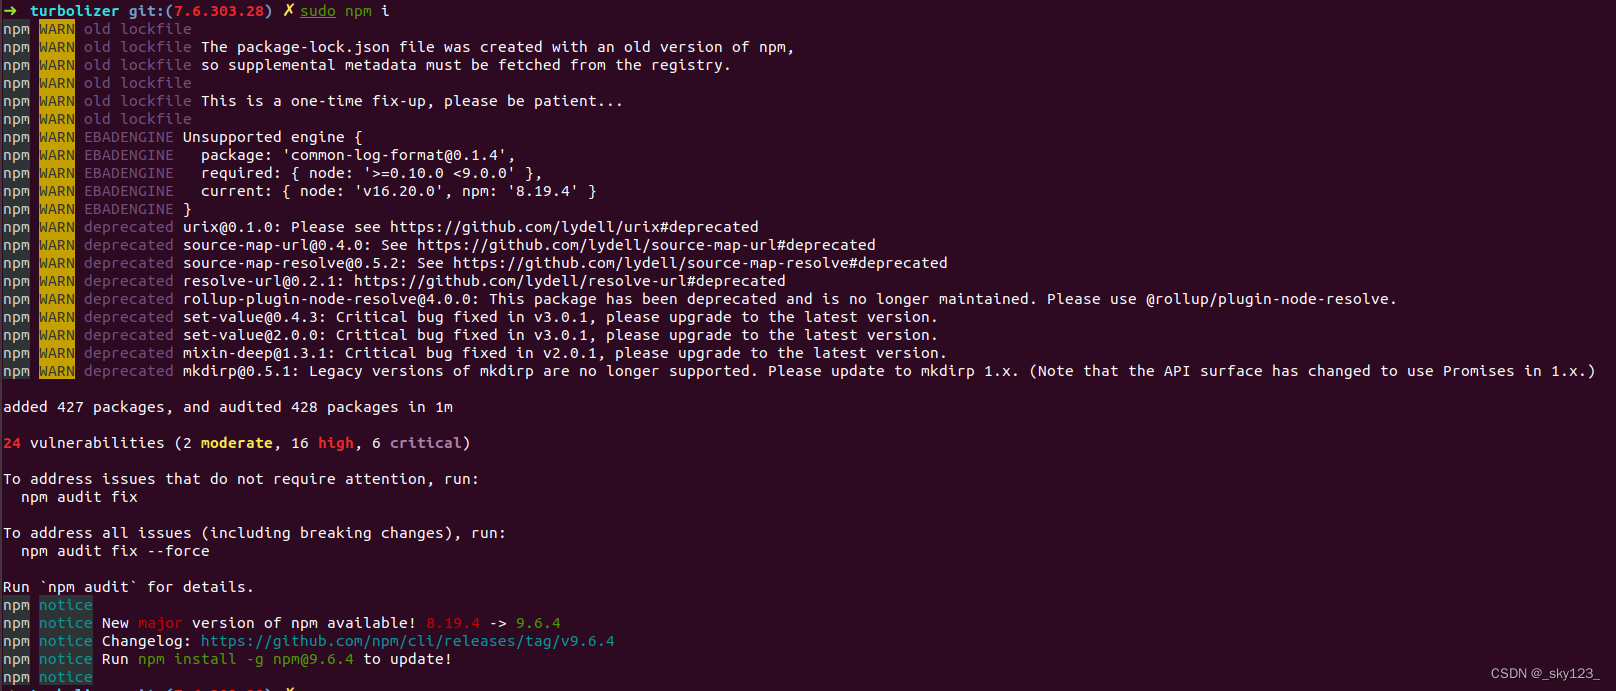 ➜ turbolizer git:(7.6.303.28) ✗ sudo npm i
npm WARN old lockfile
npm WARN old lockfile The package-lock.json file was created with an old version of npm,
npm WARN old lockfile so supplemental metadata must be fetched from the registry.
npm WARN old lockfile
npm WARN old lockfile This is a one-time fix-up, please be patient...
npm WARN old lockfile
npm WARN EBADENGINE Unsupported engine {
npm WARN EBADENGINE   package: 'common-log-format@0.1.4',
npm WARN EBADENGINE   required: { node: '>=0.10.0 <9.0.0' },
npm WARN EBADENGINE   current: { node: 'v16.20.0', npm: '8.19.4' }
npm WARN EBADENGINE }
npm WARN deprecated urix@0.1.0: Please see https://github.com/lydell/urix#deprecated
npm WARN deprecated source-map-url@0.4.0: See https://github.com/lydell/source-map-url#deprecated
npm WARN deprecated source-map-resolve@0.5.2: See https://github.com/lydell/source-map-resolve#deprecated
npm WARN deprecated resolve-url@0.2.1: https://github.com/lydell/resolve-url#deprecated
npm WARN deprecated rollup-plugin-node-resolve@4.0.0: This package has been deprecated and is no longer maintained. Please use @rollup/plugin-node-resolve.
npm WARN deprecated set-value@0.4.3: Critical bug fixed in v3.0.1, please upgrade to the latest version.
npm WARN deprecated set-value@2.0.0: Critical bug fixed in v3.0.1, please upgrade to the latest version.
npm WARN deprecated mixin-deep@1.3.1: Critical bug fixed in v2.0.1, please upgrade to the latest version.
npm WARN deprecated mkdirp@0.5.1: Legacy versions of mkdirp are no longer supported. Please update to mkdirp 1.x. (Note that the API surface has changed to use Promises in 1.x.)
added 427 packages, and audited 428 packages in 1m
24 vulnerabilities (2 moderate, 16 high, 6 critical)
To address issues that do not require attention, run:
  npm audit fix
To address all issues (including breaking changes), run:
  npm audit fix --force
Run `npm audit` for details.
npm notice
npm notice New major version of npm available! 8.19.4 -> 9.6.4
npm notice Changelog: https://github.com/npm/cli/releases/tag/v9.6.4
npm notice Run npm install -g npm@9.6.4 to update!
npm notice
CSDN @_sky123_